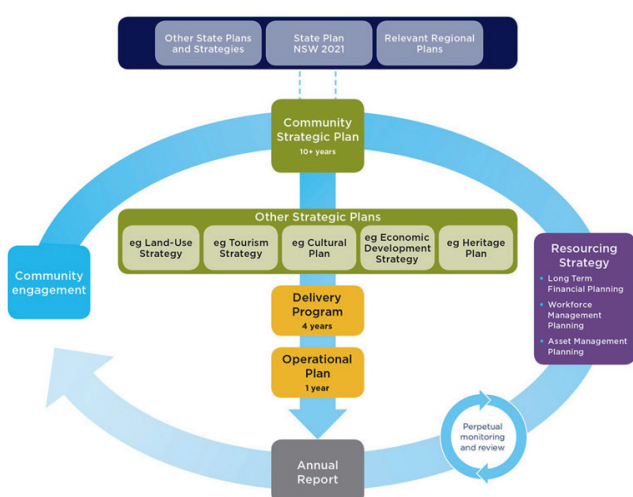 Other State Plans
and Strategies
State Plan
NSW 2021
Relevant Regional
Plans
Community
Strategic Plan
10+ years
Other Strategic Plans
eg Land-Use
Strategy
eg Tourism
Strategy
eg Cultural
Plan
eg Economic
Development
Strategy
eg Heritage
Plan
Community
engagement
Resourcing
Strategy
• Long Term
Financial Planning
• Workforce
Management
Planning
• Asset Management
Planning
Delivery
Program
4 years
Operational
Plan
1 year
Perpetual
monitoring
and review
Annual
Report